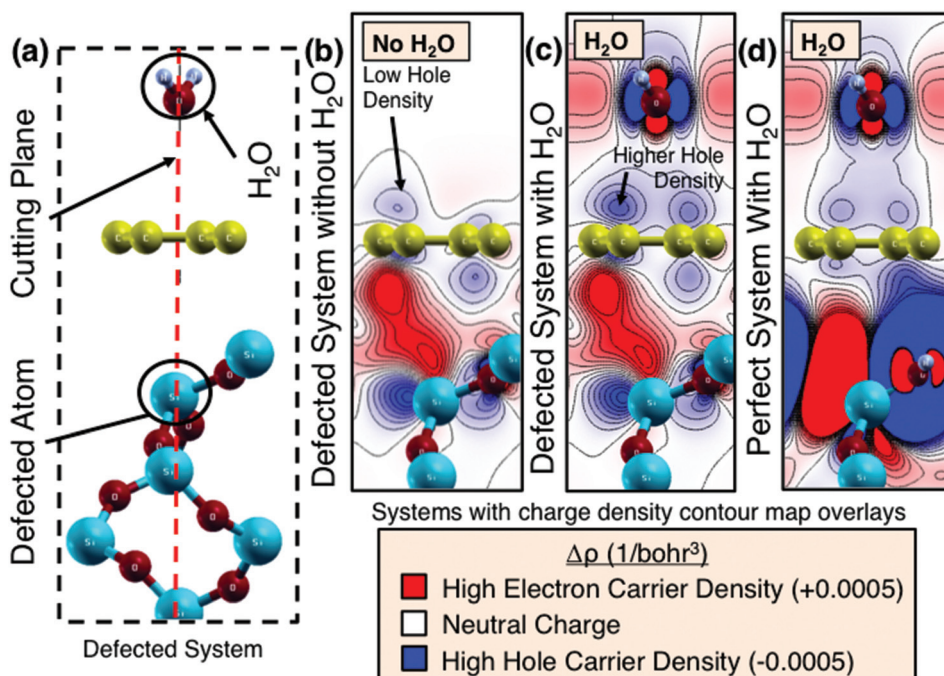 (a)
Cutting Plane
Defected Atom
H₂O
Defected System
(b)
Defected System without H₂O
No H₂O
Low Hole
Density
(c)
Defected System with H₂O
H₂O
Higher Hole
Density
(d)
Perfect System With H₂O
H₂O
Systems with charge density contour map overlays
Δρ (1/bohr³)
High Electron Carrier Density (+0.0005)
Neutral Charge
High Hole Carrier Density (-0.0005)